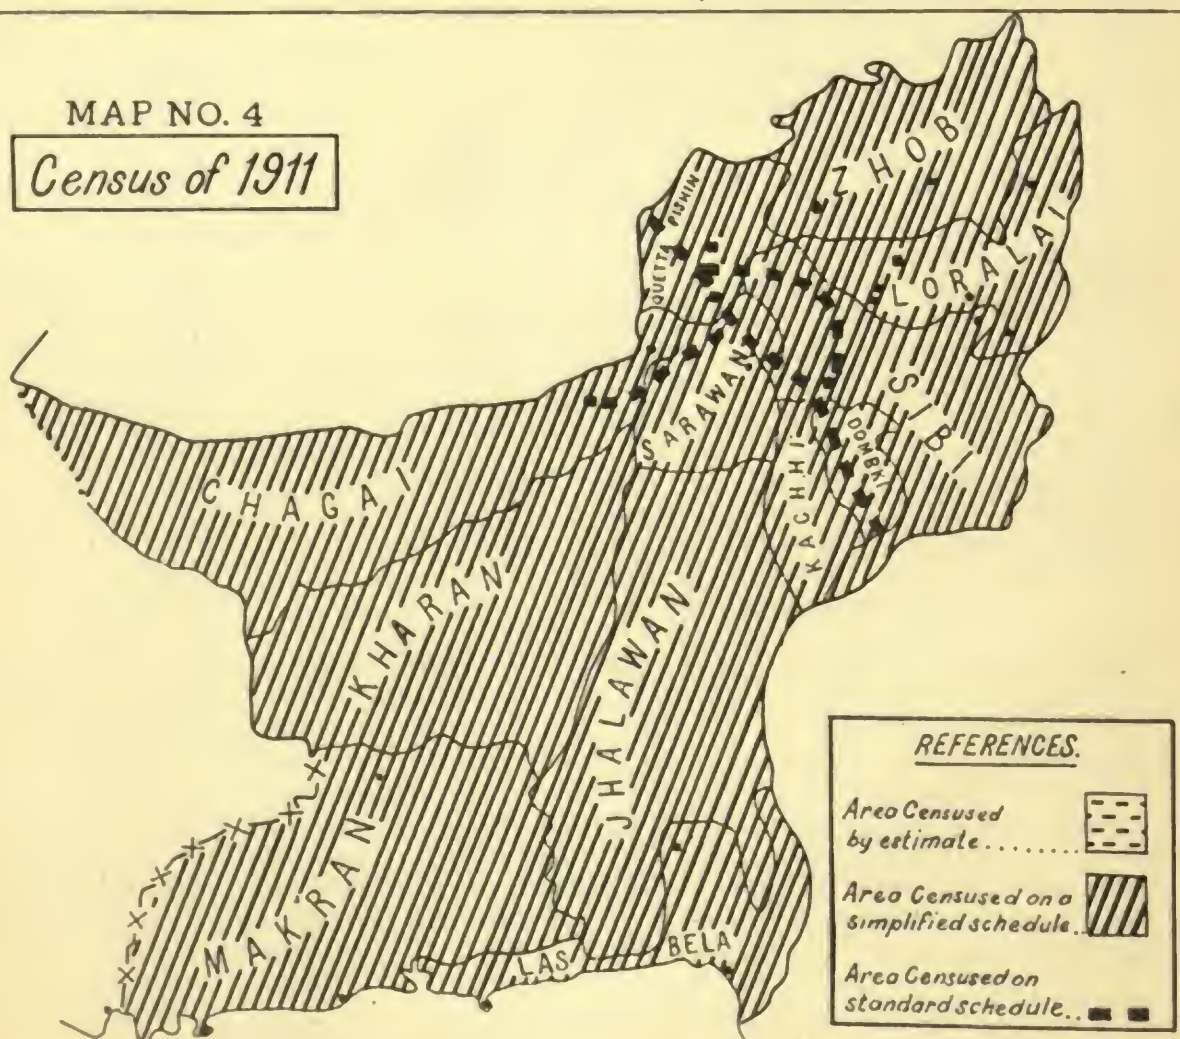 MAP NO. 4
Census of 1911
ZHOB
QUETTA PISHIN
LORALAI
SARAWAN
SIBI
DOMBKI
KACHHI
CHAGAI
KHARAN
JHALAWAN
MAKRAN
LAS BELA
REFERENCES.
Area Censused
by estimate........
Area Censused on a
simplified schedule..
Area Censused on
standard schedule..